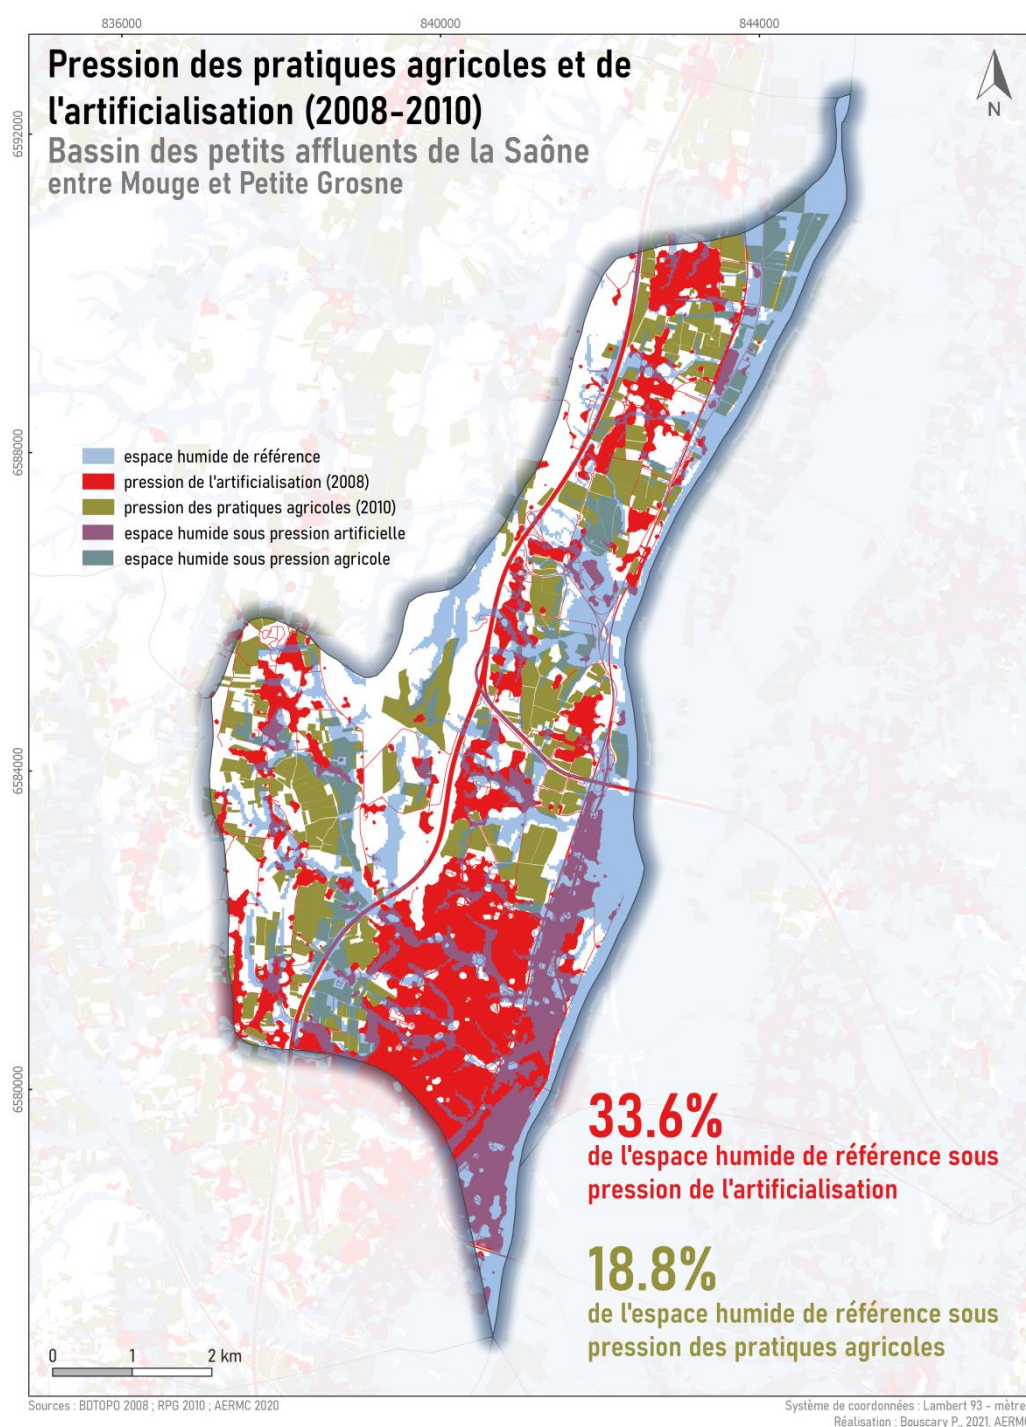 836000
840000
844000
Pression des pratiques agricoles et de
l'artificialisation (2008-2010)
Bassin des petits affluents de la Saône
entre Mouge et Petite Grosne
N
6592000
6588000
6584000
6580000
espace humide de référence
pression de l'artificialisation (2008)
pression des pratiques agricoles (2010)
espace humide sous pression artificielle
espace humide sous pression agricole
33.6%
de l'espace humide de référence sous
pression de l'artificialisation
18.8%
de l'espace humide de référence sous
pression des pratiques agricoles
0 1 2 km
Sources : BDTOPO 2008 ; RPG 2010 ; AERMC 2020
Système de coordonnées : Lambert 93 - mètre
Réalisation : Bouscary P., 2021. AERMC